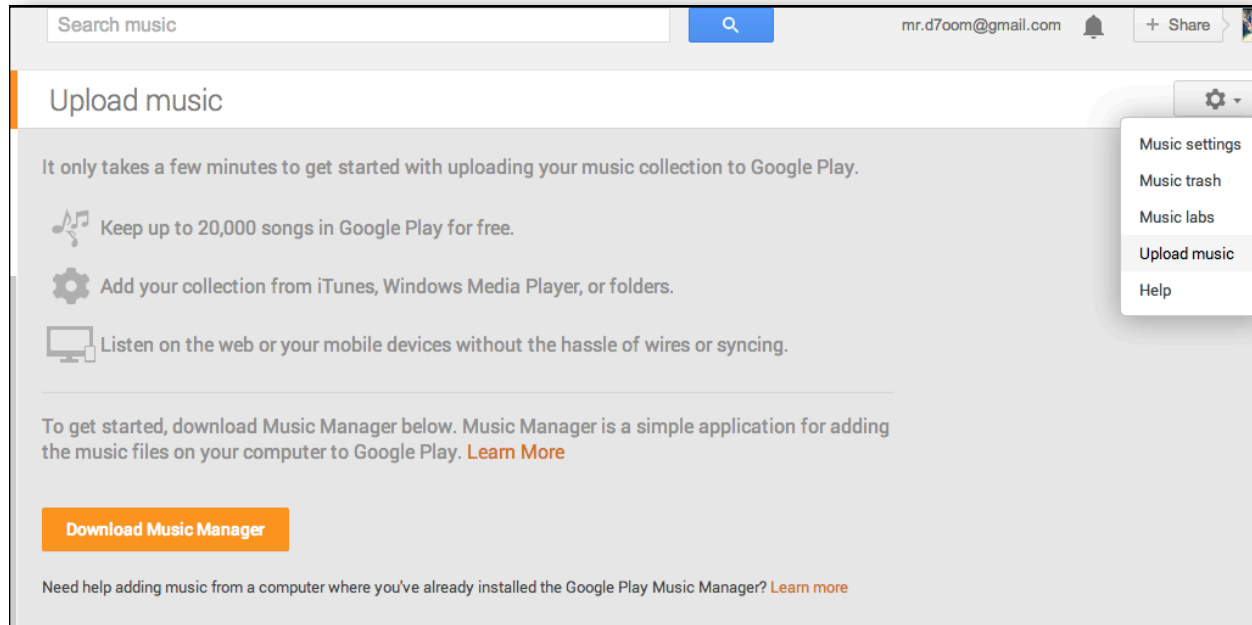 Search music
mr.d7oom@gmail.com
+ Share
Upload music
Music settings
Music trash
Music labs
Upload music
Help
It only takes a few minutes to get started with uploading your music collection to Google Play.
Keep up to 20,000 songs in Google Play for free.
Add your collection from iTunes, Windows Media Player, or folders.
Listen on the web or your mobile devices without the hassle of wires or syncing.
To get started, download Music Manager below. Music Manager is a simple application for adding
the music files on your computer to Google Play. Learn More
Download Music Manager
Need help adding music from a computer where you've already installed the Google Play Music Manager? Learn more